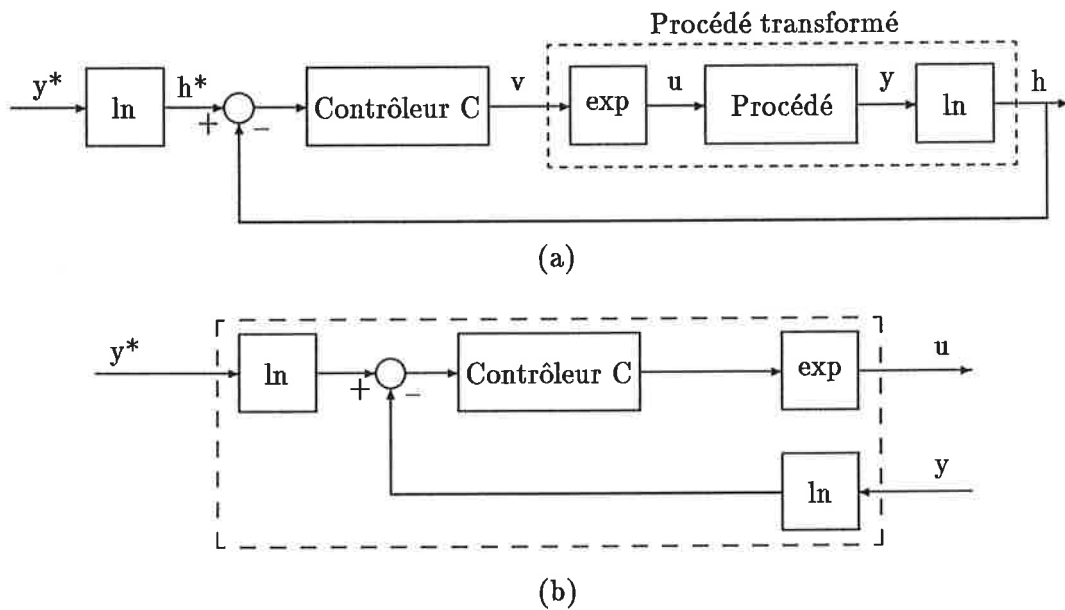 Procédé transformé
y* ln h* + - Contrôleur C v exp u Procédé y ln h
(a)
y* ln + - Contrôleur C exp u
ln y
(b)